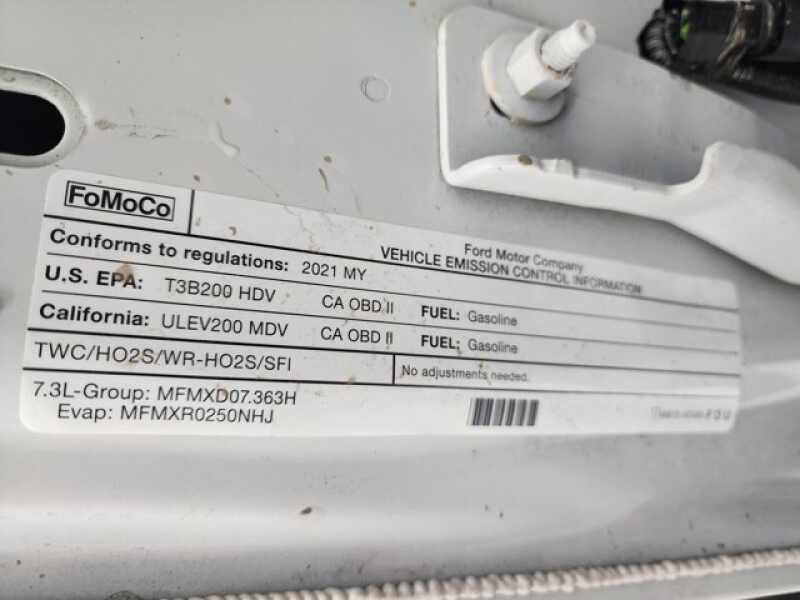 FoMoCo
Ford Motor Company
VEHICLE EMISSION CONTROL INFORMATION
Conforms to regulations: 2021 MY
U.S. EPA: T3B200 HDV CA OBD II FUEL: Gasoline
California: ULEV200 MDV CA OBD II FUEL: Gasoline
TWC/HO2S/WR-HO2S/SFI No adjustments needed.
7.3L-Group: MFMXD07.363H
Evap: MFMXR0250NHJ